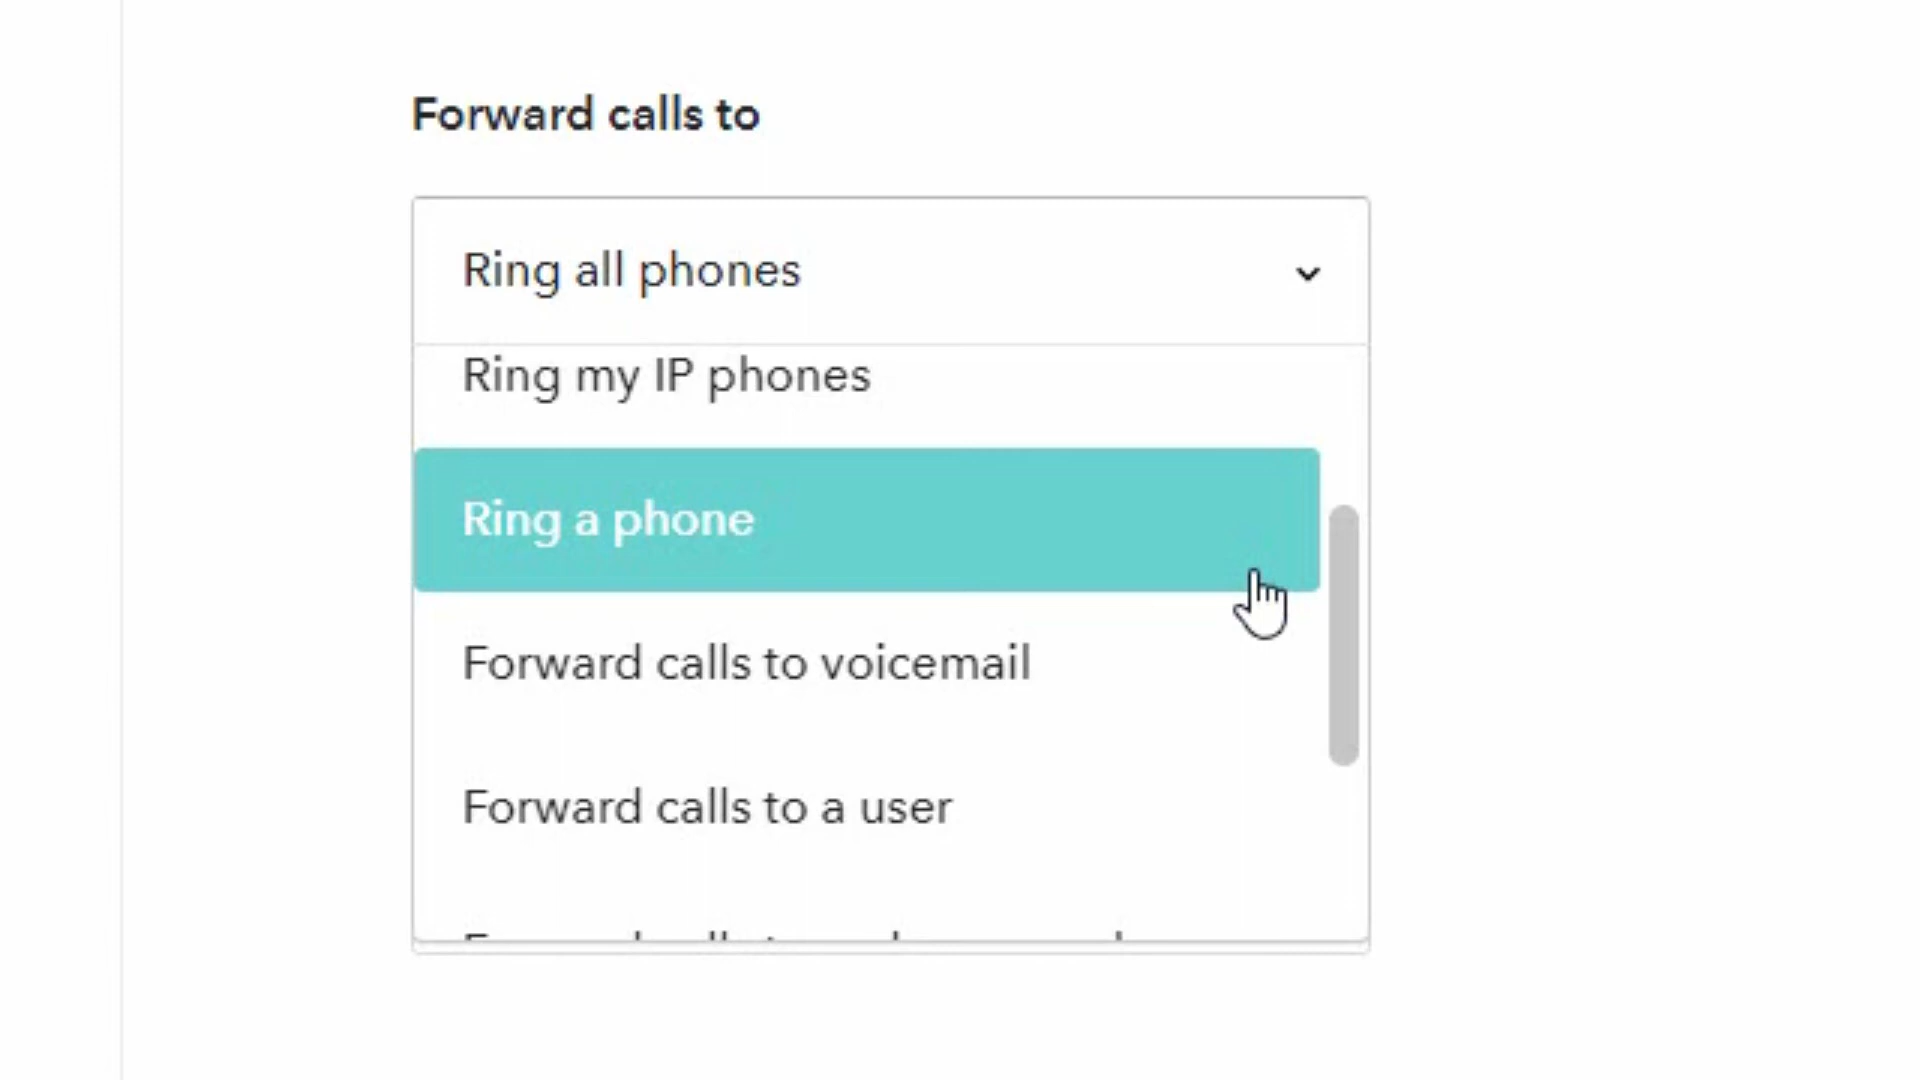 Forward calls to
Ring all phones
Ring my IP phones
Ring a phone
Forward calls to voicemail
Forward calls to a user